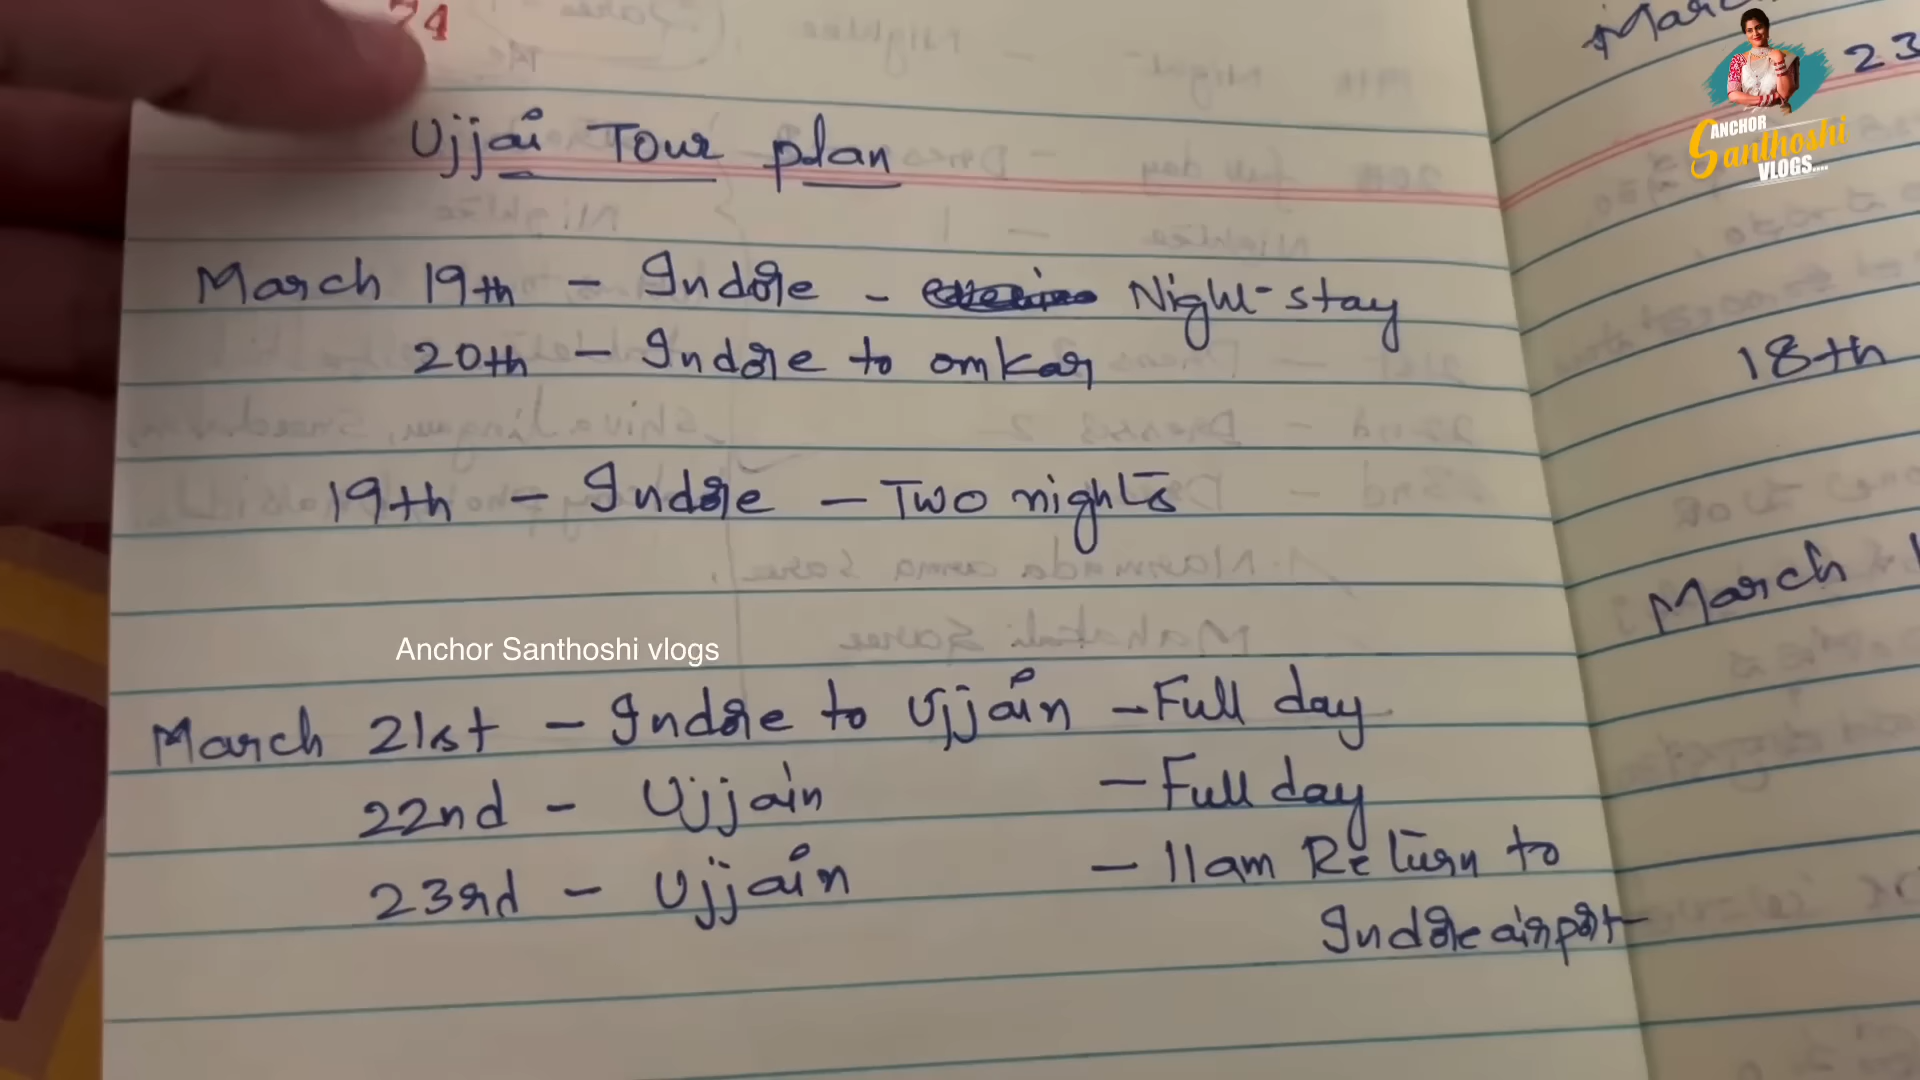 74
Ujjai Tour plan
March 19th - Indore - Night-stay
20th - Indore to omkar
19th - Indore - Two nights
Anchor Santhoshi vlogs
March 21st - Indore to Ujjain - Full day
22nd - Ujjain - Full day
23rd - Ujjain - 11am Return to
Indore airport
23
18th
March
ANCHOR
Santhoshi
VLOGS....